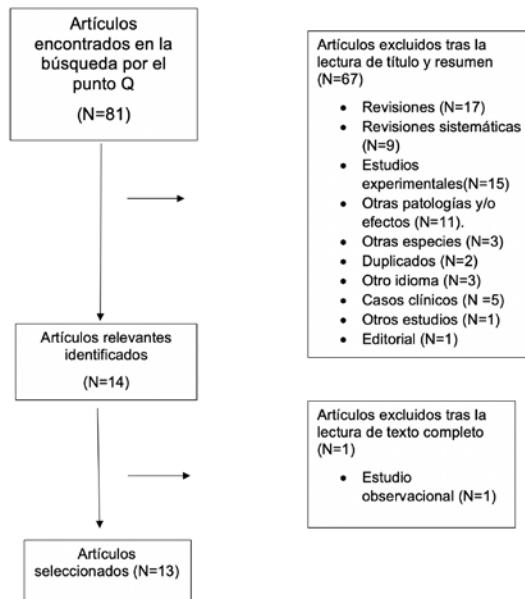 Artículos
encontrados en la
búsqueda por el
punto Q
(N=81)
Artículos excluidos tras la
lectura de título y resumen
(N=67)
• Revisiones (N=17)
• Revisiones sistemáticas
(N=9)
• Estudios
experimentales(N=15)
• Otras patologías y/o
efectos (N=11).
• Otras especies (N=3)
• Duplicados (N=2)
• Otro idioma (N=3)
• Casos clínicos (N =5)
• Otros estudios (N=1)
• Editorial (N=1)
Artículos relevantes
identificados
(N=14)
Artículos excluidos tras la
lectura de texto completo
(N=1)
• Estudio
observacional (N=1)
Artículos
seleccionados (N=13)